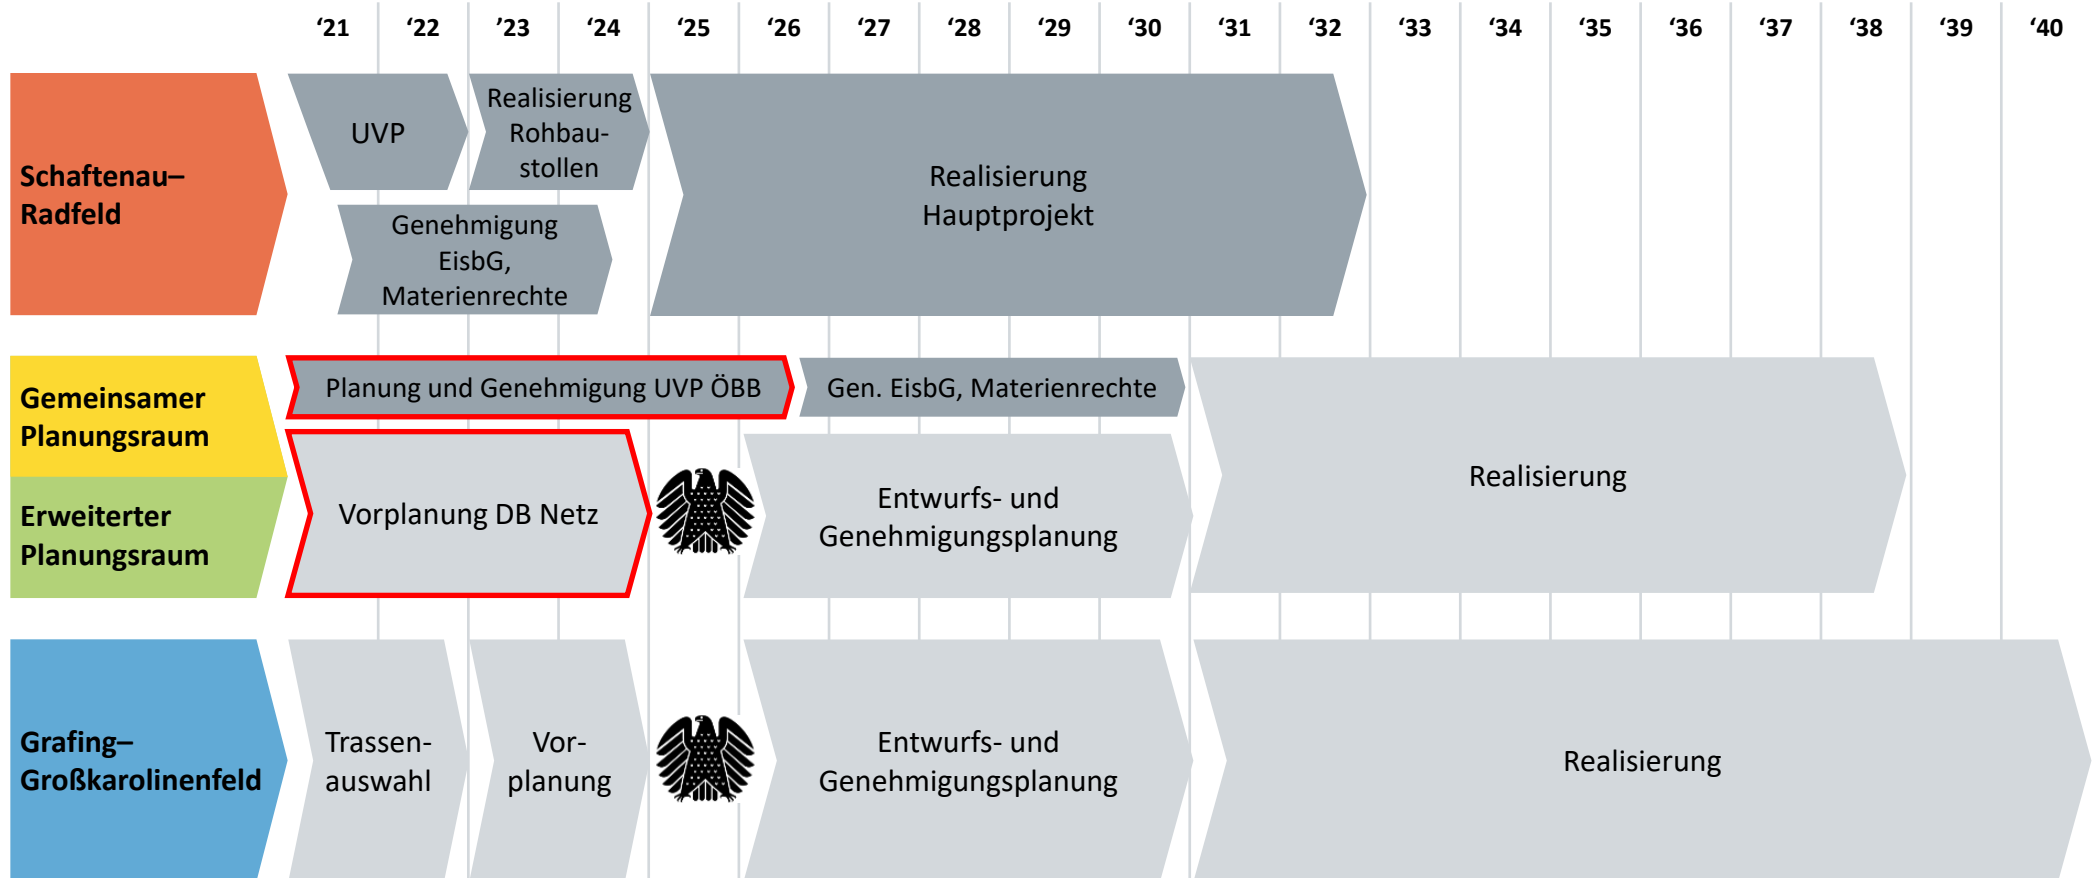 ‘21 ‘22 ’23 ‘24 ‘25 ‘26 ‘27 ‘28 ‘29 ‘30 ‘31 ‘32 ‘33 ‘34 ‘35 ‘36 ‘37 ‘38 ‘39 ‘40
Schaftenau–
Radfeld
UVP
Realisierung
Rohbau-
stollen
Genehmigung
EisbG,
Materienrechte
Realisierung
Hauptprojekt
Gemeinsamer
Planungsraum
Erweiterter
Planungsraum
Planung und Genehmigung UVP ÖBB
Gen. EisbG, Materienrechte
Vorplanung DB Netz
Entwurfs- und
Genehmigungsplanung
Realisierung
Grafing–
Großkarolinenfeld
Trassen-
auswahl
Vor-
planung
Entwurfs- und
Genehmigungsplanung
Realisierung